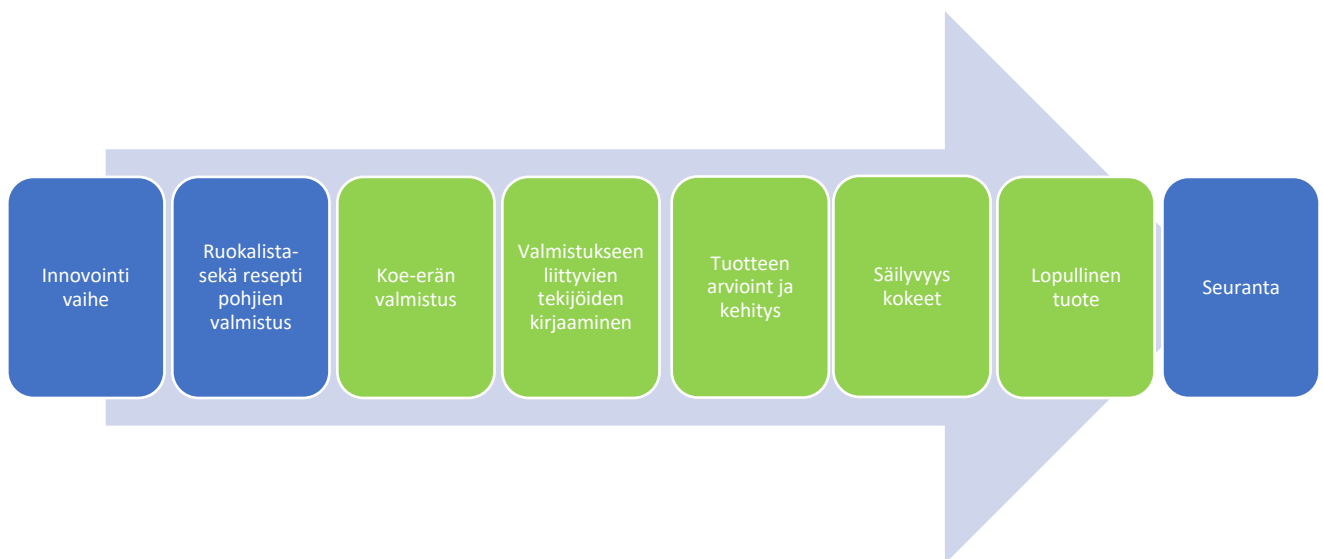 Innovointi
vaihe
Ruokalista-
sekä resepti
pohjien
valmistus
Koe-erän
valmistus
Valmistukseen
liittyvien
tekijöiden
kirjaaminen
Tuotteen
arvioint ja
kehitys
Säilyvyys
kokeet
Lopullinen
tuote
Seuranta